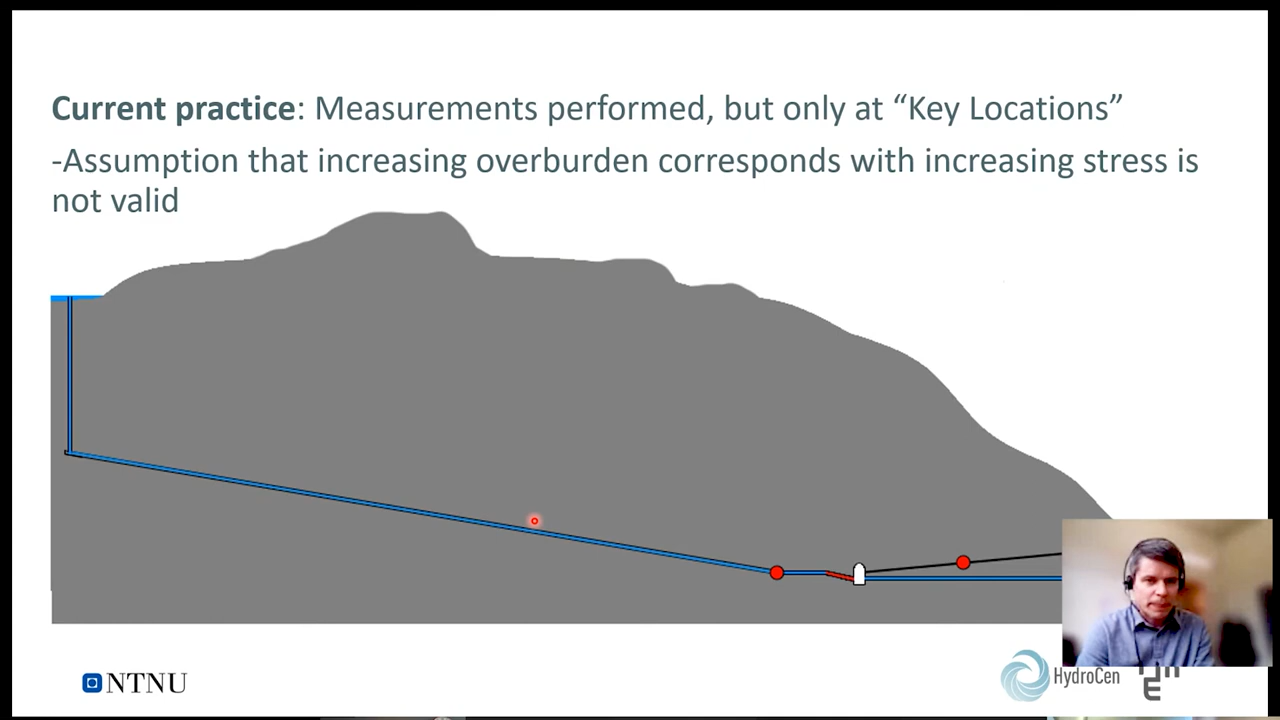 Current practice: Measurements performed, but only at “Key Locations”
-Assumption that increasing overburden corresponds with increasing stress is
not valid
NTNU
HydroCen